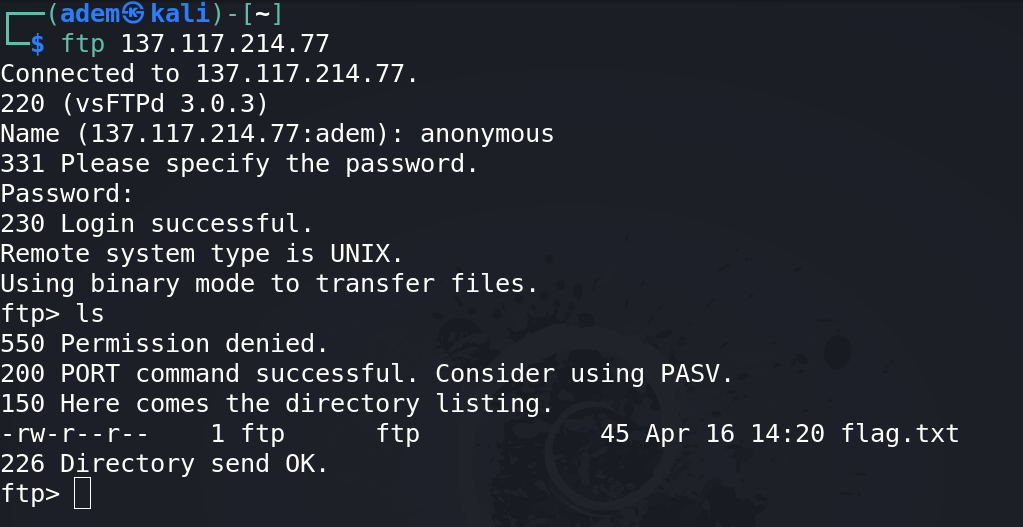 ┌──(adem㉿kali)-[~]
└─$ ftp 137.117.214.77
Connected to 137.117.214.77.
220 (vsFTPd 3.0.3)
Name (137.117.214.77:adem): anonymous
331 Please specify the password.
Password:
230 Login successful.
Remote system type is UNIX.
Using binary mode to transfer files.
ftp> ls
550 Permission denied.
200 PORT command successful. Consider using PASV.
150 Here comes the directory listing.
-rw-r--r--    1 ftp      ftp            45 Apr 16 14:20 flag.txt
226 Directory send OK.
ftp>